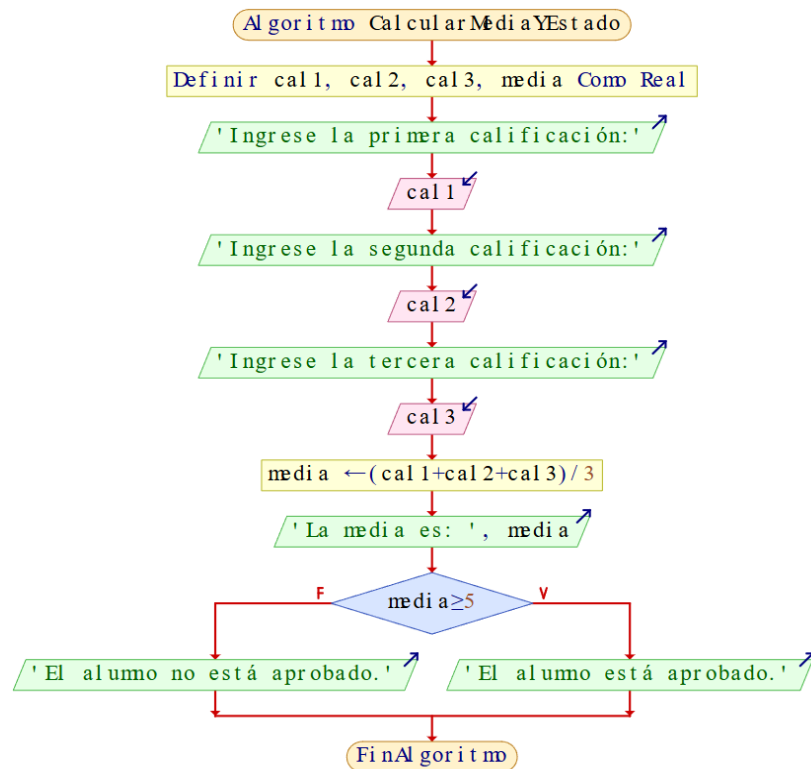 Algoritmo CalcularMediaYEstado
Definir cal1, cal2, cal3, media Como Real
'Ingrese la primera calificación:'
cal1
'Ingrese la segunda calificación:'
cal2
'Ingrese la tercera calificación:'
cal3
media ←(cal1+cal2+cal3)/3
'La media es: ', media
F
media≥5
V
'El alumno no está aprobado.'
'El alumno está aprobado.'
FinAlgoritmo